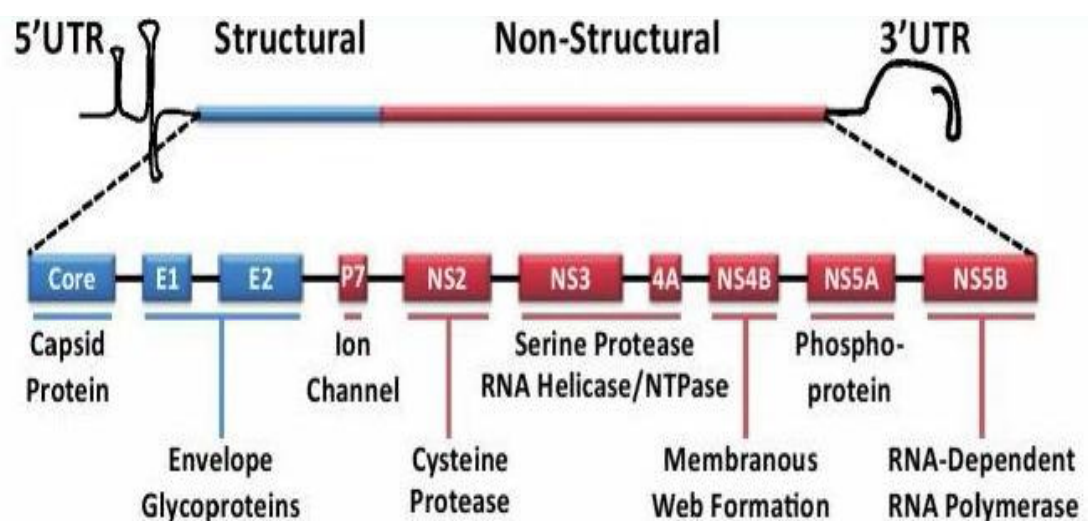 5'UTR Structural Non-Structural 3'UTR
Core E1 E2 P7 NS2 NS3 4A NS4B NS5A NS5B
Capsid
Protein
Ion
Channel
Serine Protease
RNA Helicase/NTPase
Phospho-
protein
Envelope
Glycoproteins
Cysteine
Protease
Membranous
Web Formation
RNA-Dependent
RNA Polymerase